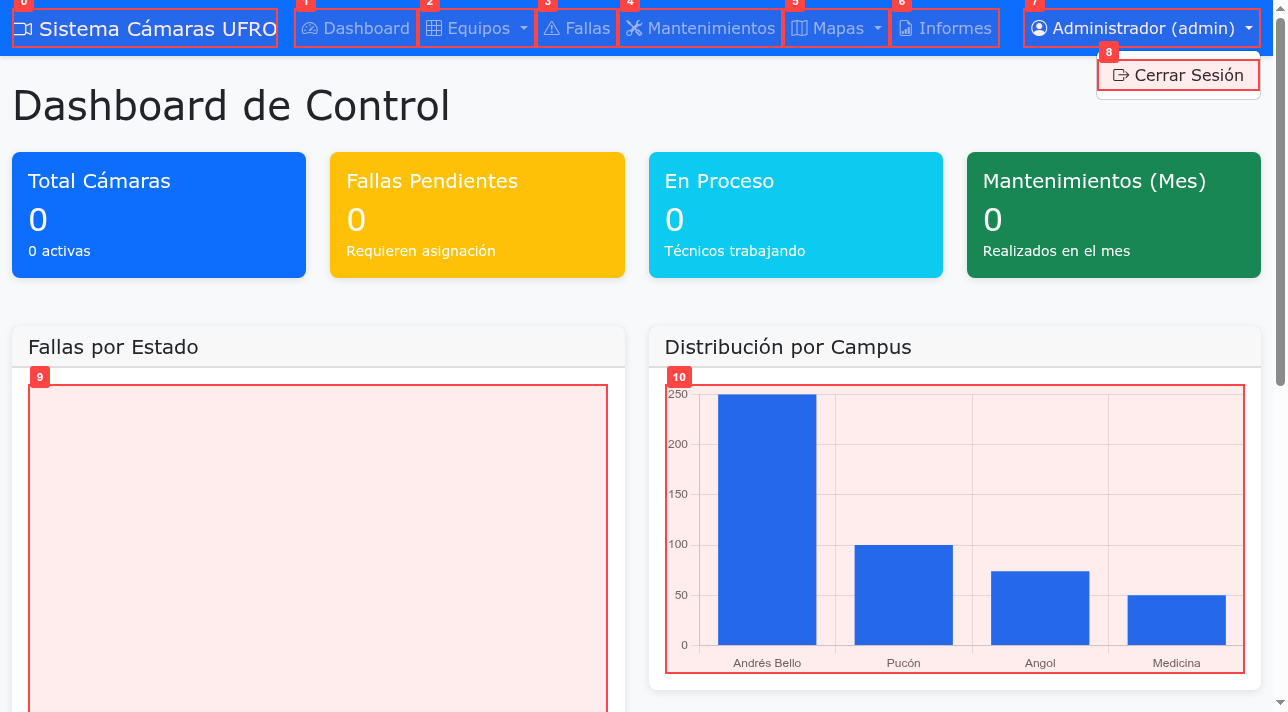 0 1 2 3 4 5 6 7
Sistema Cámaras UFRO Dashboard Equipos Fallas Mantenimientos Mapas Informes Administrador (admin)
8
Cerrar Sesión
Dashboard de Control
Total Cámaras
0
0 activas
Fallas Pendientes
0
Requieren asignación
En Proceso
0
Técnicos trabajando
Mantenimientos (Mes)
0
Realizados en el mes
Fallas por Estado
9
Distribución por Campus
10
250
200
150
100
50
0
Andrés Bello Pucón Angol Medicina